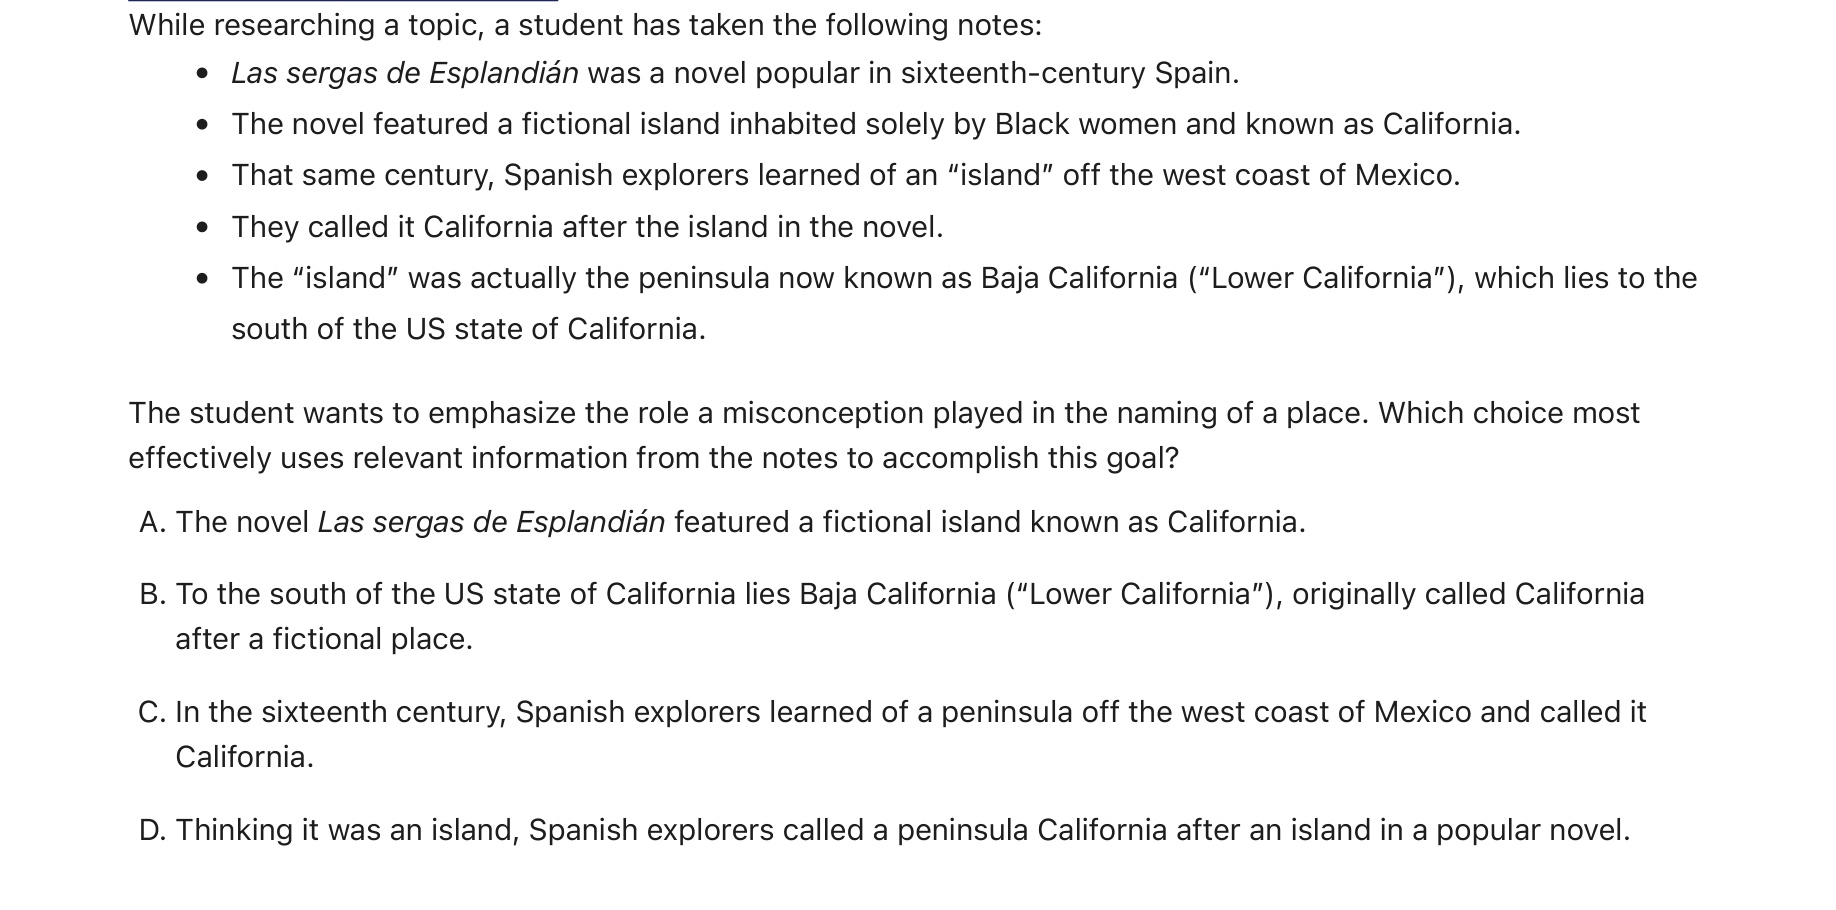 While researching a topic, a student has taken the following notes:
• Las sergas de Esplandián was a novel popular in sixteenth-century Spain.
• The novel featured a fictional island inhabited solely by Black women and known as California.
• That same century, Spanish explorers learned of an “island” off the west coast of Mexico.
• They called it California after the island in the novel.
• The “island” was actually the peninsula now known as Baja California (“Lower California”), which lies to the
south of the US state of California.
The student wants to emphasize the role a misconception played in the naming of a place. Which choice most
effectively uses relevant information from the notes to accomplish this goal?
A. The novel Las sergas de Esplandián featured a fictional island known as California.
B. To the south of the US state of California lies Baja California (“Lower California”), originally called California
after a fictional place.
C. In the sixteenth century, Spanish explorers learned of a peninsula off the west coast of Mexico and called it
California.
D. Thinking it was an island, Spanish explorers called a peninsula California after an island in a popular novel.